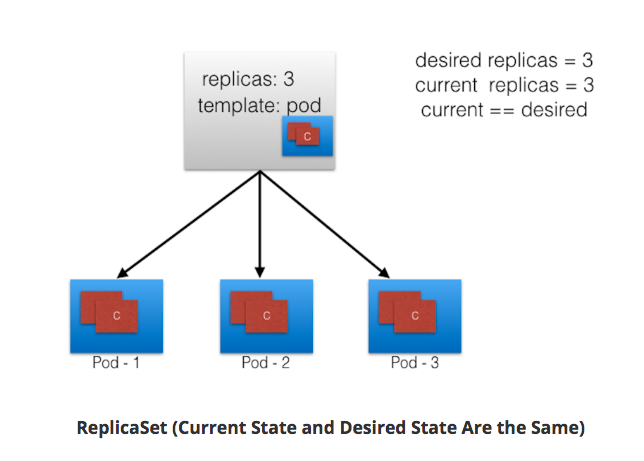 replicas: 3
template: pod
C
desired replicas = 3
current replicas = 3
current == desired
C
C
C
Pod - 1
Pod - 2
Pod - 3
ReplicaSet (Current State and Desired State Are the Same)